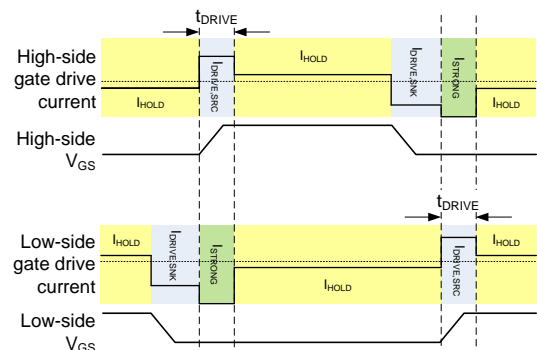 tDRIVE
High-side
gate drive
current
IHOLD
IDRIVE,SRC
IHOLD
IDRIVE,SNK
ISTRONG
IHOLD
High-side
VGS
tDRIVE
Low-side
gate drive
current
IHOLD
IDRIVE,SNK
ISTRONG
IHOLD
IDRIVE,SRC
IHOLD
Low-side
VGS